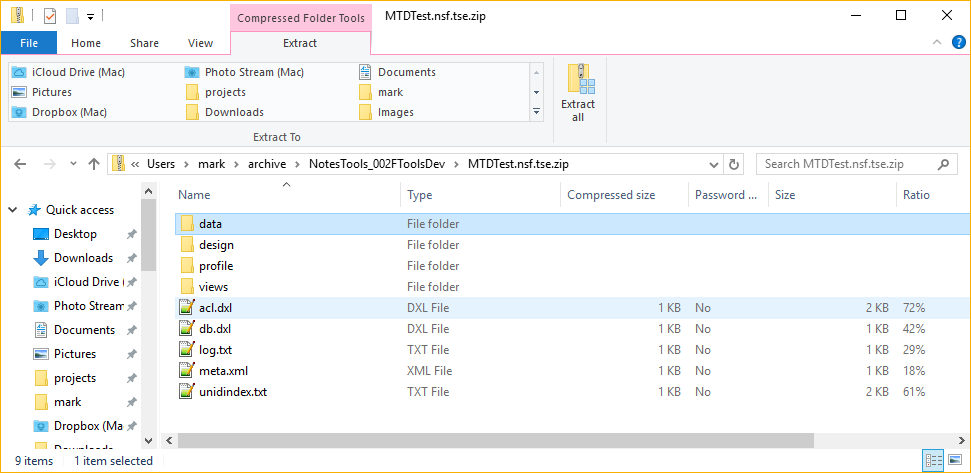 Compressed Folder Tools MTDTest.nsf.tse.zip
File Home Share View Extract
iCloud Drive (Mac) Photo Stream (Mac) Documents
Pictures projects mark
Dropbox (Mac) Downloads Images
Extract all
Extract To
« Users mark archive NotesTools_002FToolsDev MTDTest.nsf.tse.zip Search MTDTest.nsf.tse.zip
Name Type Compressed size Password ... Size Ratio
Quick access
Desktop
Downloads
iCloud Drive (
Photo Stream
Documents
Pictures
projects
mark
Dropbox (Ma
Downloads
data File folder
design File folder
profile File folder
views File folder
acl.dxl DXL File 1 KB No 2 KB 72%
db.dxl DXL File 1 KB No 1 KB 42%
log.txt TXT File 1 KB No 1 KB 29%
meta.xml XML File 1 KB No 1 KB 18%
unidindex.txt TXT File 1 KB No 2 KB 61%
9 items 1 item selected